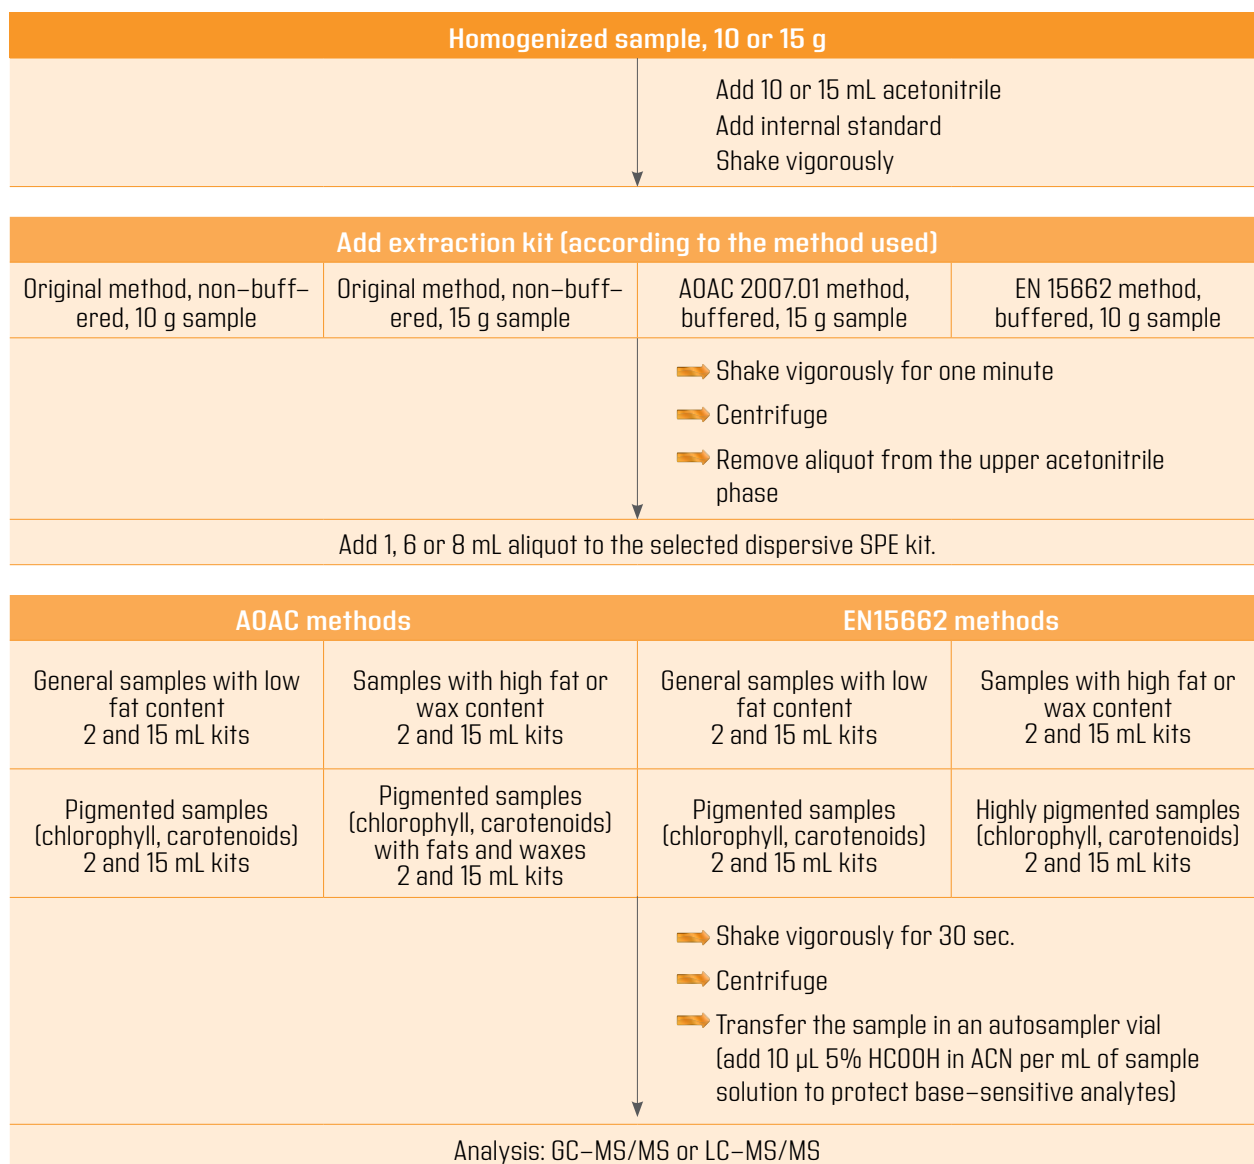 Homogenized sample, 10 or 15 g
Add 10 or 15 mL acetonitrile
Add internal standard
Shake vigorously
Add extraction kit (according to the method used)
Original method, non–buff–
ered, 10 g sample
Original method, non–buff–
ered, 15 g sample
AOAC 2007.01 method,
buffered, 15 g sample
EN 15662 method,
buffered, 10 g sample
Shake vigorously for one minute
Centrifuge
Remove aliquot from the upper acetonitrile
phase
Add 1, 6 or 8 mL aliquot to the selected dispersive SPE kit.
AOAC methods
EN15662 methods
General samples with low
fat content
2 and 15 mL kits
Samples with high fat or
wax content
2 and 15 mL kits
General samples with low
fat content
2 and 15 mL kits
Samples with high fat or
wax content
2 and 15 mL kits
Pigmented samples
(chlorophyll, carotenoids)
2 and 15 mL kits
Pigmented samples
(chlorophyll, carotenoids)
with fats and waxes
2 and 15 mL kits
Pigmented samples
(chlorophyll, carotenoids)
2 and 15 mL kits
Highly pigmented samples
(chlorophyll, carotenoids)
2 and 15 mL kits
Shake vigorously for 30 sec.
Centrifuge
Transfer the sample in an autosampler vial
(add 10 µL 5% HCOOH in ACN per mL of sample
solution to protect base–sensitive analytes)
Analysis: GC–MS/MS or LC–MS/MS